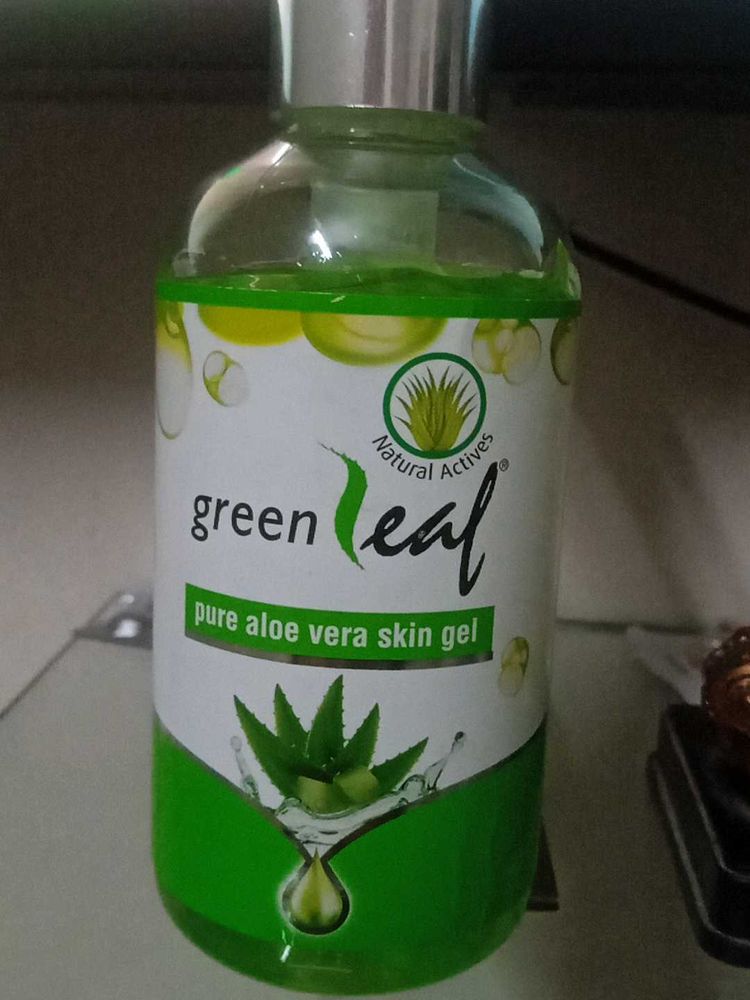 Natural Actives
green leaf®
pure aloe vera skin gel